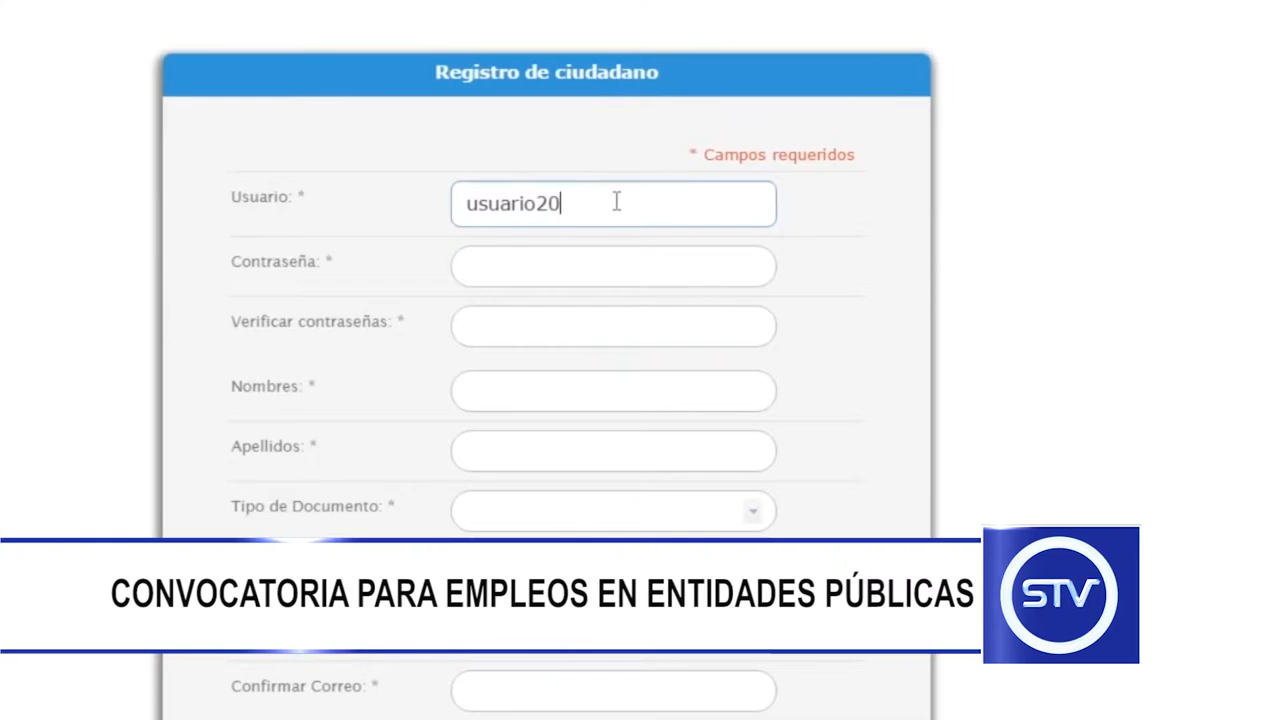 Registro de ciudadano
* Campos requeridos
Usuario: *
usuario20
Contraseña: *
Verificar contraseñas: *
Nombres: *
Apellidos: *
Tipo de Documento: *
CONVOCATORIA PARA EMPLEOS EN ENTIDADES PÚBLICAS
STV
Confirmar Correo: *